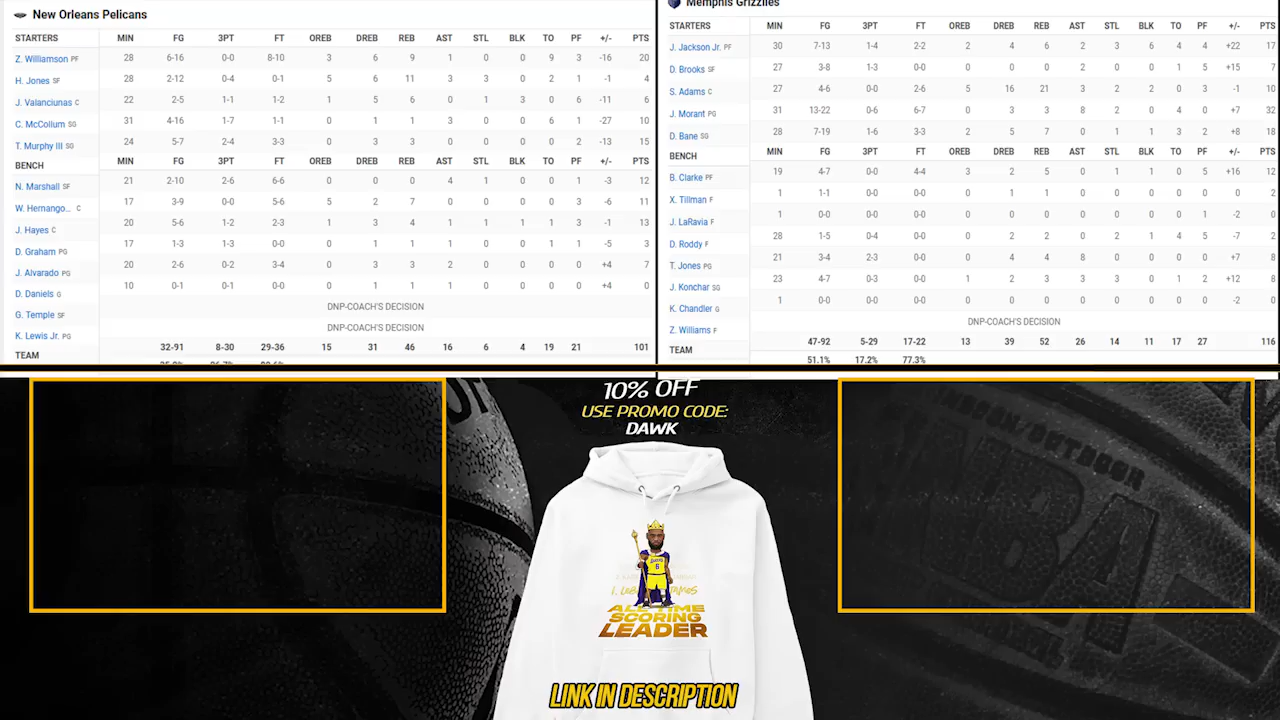 New Orleans Pelicans
STARTERS MIN FG 3PT FT OREB DREB REB AST STL BLK TO PF +/- PTS
Z. Williamson PF 28 6-16 0-0 8-10 3 6 9 1 0 0 9 3 -16 20
H. Jones SF 28 2-12 0-4 0-1 5 6 11 3 3 0 1 3 -1 4
J. Valanciunas C 22 2-5 1-1 1-2 1 5 6 0 1 3 0 6 -11 6
C. McCollum SG 31 4-16 1-7 1-1 0 1 1 3 0 0 6 1 -27 10
T. Murphy III SG 24 5-7 2-4 3-3 0 1 1 0 0 0 0 2 -13 15
BENCH MIN FG 3PT FT OREB DREB REB AST STL BLK TO PF +/- PTS
N. Marshall SF 21 2-10 2-6 6-6 0 0 0 4 1 0 0 1 -3 12
W. Hernango... C 17 3-9 0-0 5-6 5 2 7 0 0 0 0 3 -6 11
J. Hayes C 20 5-6 1-2 2-3 1 3 4 1 1 1 1 3 -1 13
D. Graham PG 17 1-3 1-3 0-0 0 1 1 1 0 0 1 0 -5 3
J. Alvarado PG 20 2-6 0-2 3-4 0 3 3 2 0 0 0 0 +4 7
D. Daniels G 10 0-1 0-1 0-0 0 1 1 1 0 0 0 0 +4 0
G. Temple SF DNP-COACH'S DECISION
K. Lewis Jr. PG DNP-COACH'S DECISION
TEAM 32-91 8-30 29-36 15 31 46 16 6 4 19 21 101
Memphis Grizzlies
STARTERS MIN FG 3PT FT OREB DREB REB AST STL BLK TO PF +/- PTS
J. Jackson Jr. PF 30 7-13 1-4 2-2 2 4 6 2 3 6 4 4 +22 17
D. Brooks SF 27 3-8 1-3 0-0 0 0 0 2 0 0 1 5 +15 7
S. Adams C 27 4-6 0-0 2-6 5 16 21 3 2 2 0 3 -1 10
J. Morant PG 31 13-22 0-6 6-7 0 3 3 8 2 0 4 0 +7 32
D. Bane SG 28 7-19 1-6 3-3 2 5 7 0 1 1 3 2 +8 18
BENCH MIN FG 3PT FT OREB DREB REB AST STL BLK TO PF +/- PTS
B. Clarke PF 19 4-7 0-0 4-4 3 2 5 0 1 1 0 5 +16 12
X. Tillman F 1 1-1 0-0 0-0 0 1 1 0 0 0 0 0 0 2
J. LaRavia F 1 0-0 0-0 0-0 0 0 0 0 0 0 0 1 -2 0
D. Roddy F 28 1-5 0-4 0-0 0 2 2 0 1 1 4 5 -7 2
T. Jones PG 21 3-4 2-3 0-0 0 4 4 8 0 0 0 0 +7 8
J. Konchar SG 23 4-7 0-3 0-0 1 2 3 3 3 0 1 2 +12 8
K. Chandler G 1 0-0 0-0 0-0 0 0 0 0 0 0 0 0 -2 0
Z. Williams F DNP-COACH'S DECISION
TEAM 47-92 5-29 17-22 13 39 52 26 14 11 17 27 116
51.1% 17.2% 77.3%
10% OFF
USE PROMO CODE:
DAWK
ALL TIME
SCORING
LEADER
LINK IN DESCRIPTION